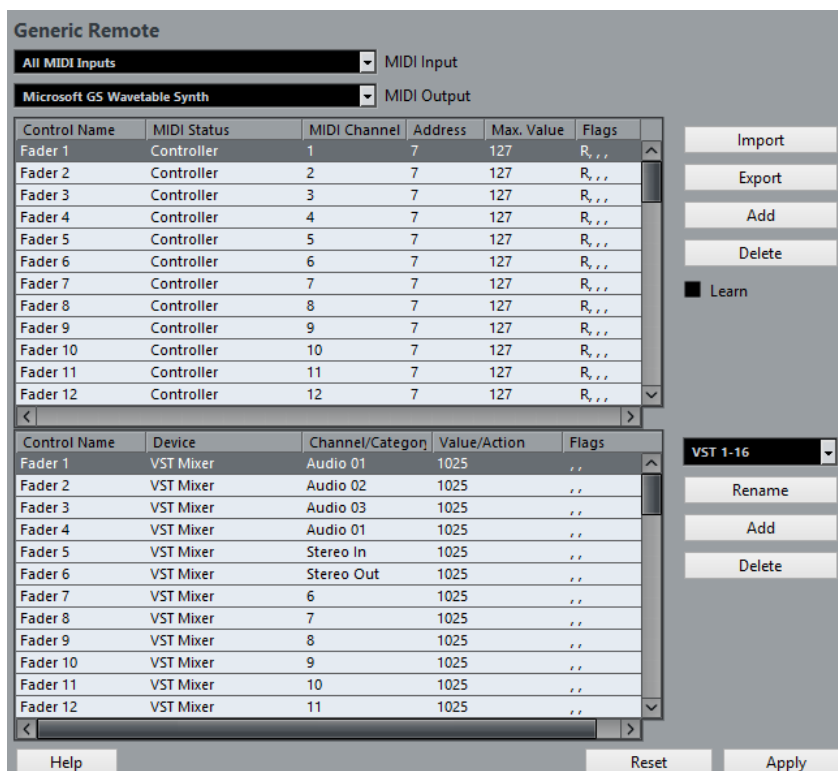 Generic Remote
All MIDI Inputs MIDI Input
Microsoft GS Wavetable Synth MIDI Output
Control Name MIDI Status MIDI Channel Address Max. Value Flags
Fader 1 Controller 1 7 127 R, , ,
Fader 2 Controller 2 7 127 R, , ,
Fader 3 Controller 3 7 127 R, , ,
Fader 4 Controller 4 7 127 R, , ,
Fader 5 Controller 5 7 127 R, , ,
Fader 6 Controller 6 7 127 R, , ,
Fader 7 Controller 7 7 127 R, , ,
Fader 8 Controller 8 7 127 R, , ,
Fader 9 Controller 9 7 127 R, , ,
Fader 10 Controller 10 7 127 R, , ,
Fader 11 Controller 11 7 127 R, , ,
Fader 12 Controller 12 7 127 R, , ,
Import
Export
Add
Delete
Learn
Control Name Device Channel/Categor Value/Action Flags
Fader 1 VST Mixer Audio 01 1025 , ,
Fader 2 VST Mixer Audio 02 1025 , ,
Fader 3 VST Mixer Audio 03 1025 , ,
Fader 4 VST Mixer Audio 01 1025 , ,
Fader 5 VST Mixer Stereo In 1025 , ,
Fader 6 VST Mixer Stereo Out 1025 , ,
Fader 7 VST Mixer 6 1025 , ,
Fader 8 VST Mixer 7 1025 , ,
Fader 9 VST Mixer 8 1025 , ,
Fader 10 VST Mixer 9 1025 , ,
Fader 11 VST Mixer 10 1025 , ,
Fader 12 VST Mixer 11 1025 , ,
VST 1-16
Rename
Add
Delete
Help Reset Apply